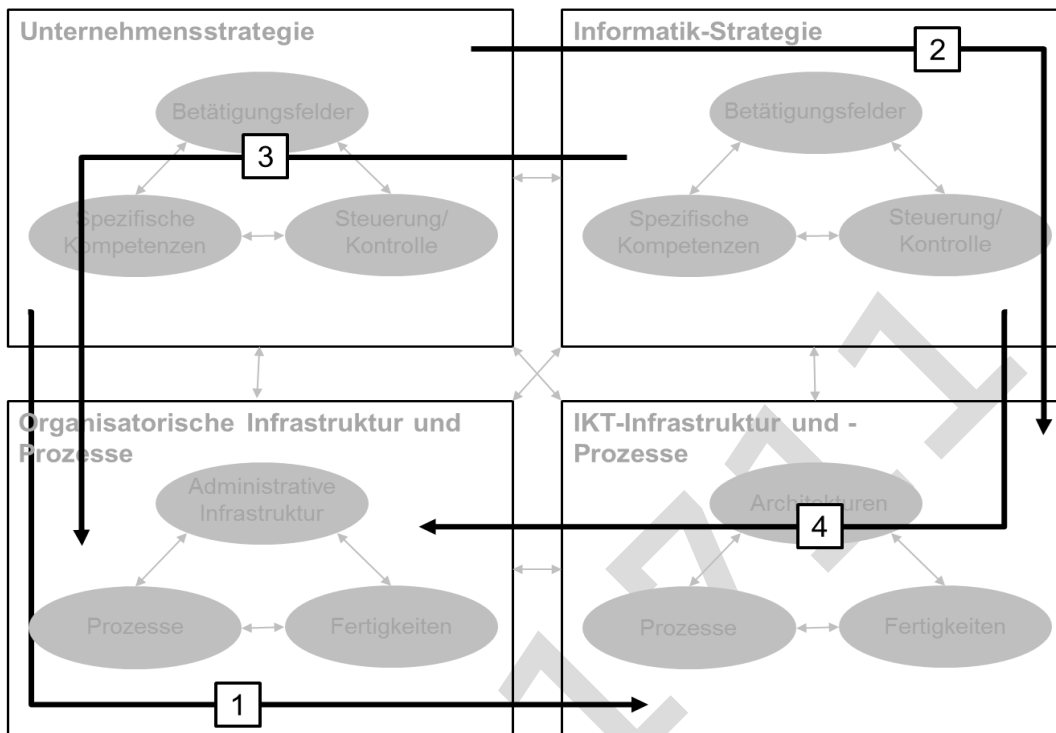 Unternehmensstrategie
Betätigungsfelder
Spezifische
Kompetenzen
Steuerung/
Kontrolle
3
Informatik-Strategie
2
Betätigungsfelder
Spezifische
Kompetenzen
Steuerung/
Kontrolle
Organisatorische Infrastruktur und
Prozesse
Administrative
Infrastruktur
Prozesse
Fertigkeiten
1
IKT-Infrastruktur und -
Prozesse
Architekturen
4
Prozesse
Fertigkeiten